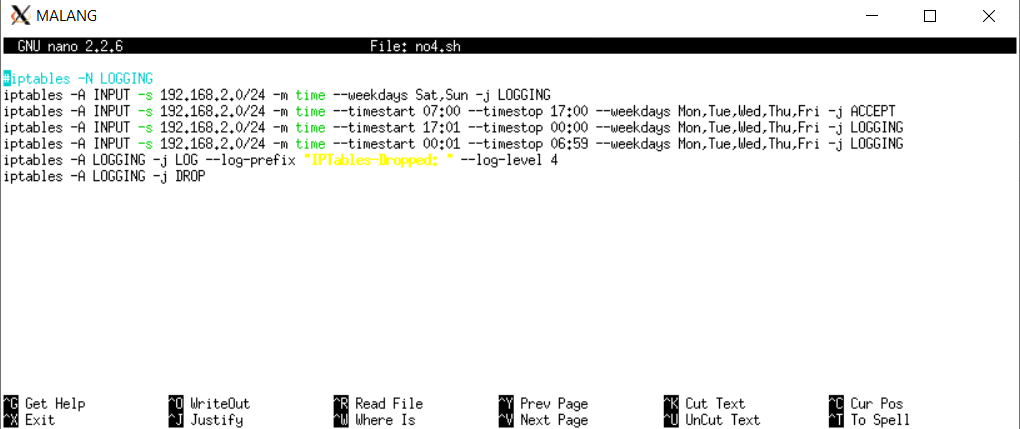 MALANG
GNU nano 2.2.6 File: no4.sh
#iptables -N LOGGING
iptables -A INPUT -s 192.168.2.0/24 -m time --weekdays Sat,Sun -j LOGGING
iptables -A INPUT -s 192.168.2.0/24 -m time --timestart 07:00 --timestop 17:00 --weekdays Mon,Tue,Wed,Thu,Fri -j ACCEPT
iptables -A INPUT -s 192.168.2.0/24 -m time --timestart 17:01 --timestop 00:00 --weekdays Mon,Tue,Wed,Thu,Fri -j LOGGING
iptables -A INPUT -s 192.168.2.0/24 -m time --timestart 00:01 --timestop 06:59 --weekdays Mon,Tue,Wed,Thu,Fri -j LOGGING
iptables -A LOGGING -j LOG --log-prefix "IPTables-Dropped: " --log-level 4
iptables -A LOGGING -j DROP
^G Get Help ^O WriteOut ^R Read File ^Y Prev Page ^K Cut Text ^C Cur Pos
^X Exit ^J Justify ^W Where Is ^V Next Page ^U UnCut Text ^T To Spell